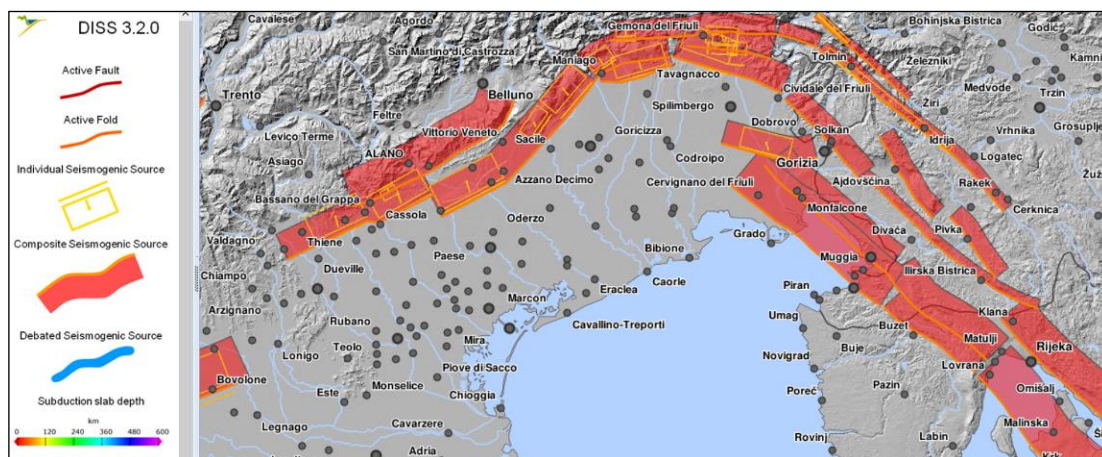 DISS 3.2.0
Active Fault
Active Fold
Individual Seismogenic Source
Composite Seismogenic Source
Debated Seismogenic Source
Subduction slab depth
km
0 120 240 360 480 600
Cavalese
Agordo
Gemona del Friuli
Bohinjska Bistrica
Godič
San Martino di Castrozza
Maniago
Tolmin
Železniki
Kamn
Trento
Belluno
Tavagnacco
Cividale del Friuli
Medvode
Trzin
Feltre
Spilimbergo
Žiri
Levico Terme
Vittorio Veneto
Sacile
Goricizza
Dobrovo
Solkan
Idrija
Vrhnika
Grosuplje
Asiago
ALANO
Codroipo
Gorizia
Logatec
Azzano Decimo
Cervignano del Friuli
Ajdovščina
Rakek
Žu
Bassano del Grappa
Cassola
Oderzo
Monfalcone
Cerknica
Valdagno
Thiene
Paese
Bibione
Grado
Divača
Pivka
Chiampo
Dueville
Muggia
Ilirska Bistrica
Arzignano
Marcon
Eraclea
Caorle
Piran
Rubano
Cavallino-Treporti
Umag
Buzet
Klana
Lonigo
Teolo
Mira
Buje
Matulji
Rijeka
Bovolone
Monselice
Piove di Sacco
Novigrad
Lovrana
Este
Chioggia
Poreč
Pazin
Omišalj
Legnago
Cavarzere
Malinska
Adria
Rovinj
Labin
Krk